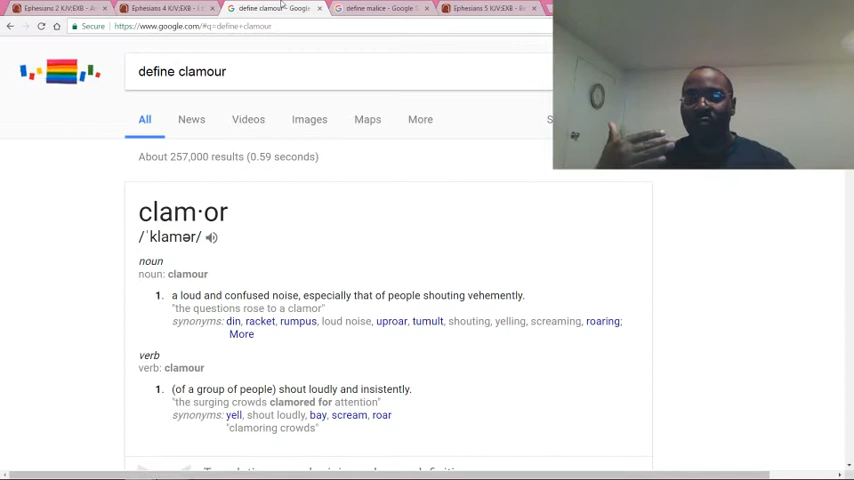 Ephesians 2 KJV;EXB - A
Ephesians 4 KJV;EXB -
define clamour - Google
define malice - Google S
Ephesians 5 KJV;EXB - B
Secure
https://www.google.com/#q=define+clamour
define clamour
All News Videos Images Maps More S
About 257,000 results (0.59 seconds)
clam·or
/ˈklamər/
noun
noun: clamour
1. a loud and confused noise, especially that of people shouting vehemently.
"the questions rose to a clamor"
synonyms: din, racket, rumpus, loud noise, uproar, tumult, shouting, yelling, screaming, roaring;
More
verb
verb: clamour
1. (of a group of people) shout loudly and insistently.
"the surging crowds clamored for attention"
synonyms: yell, shout loudly, bay, scream, roar
"clamoring crowds"